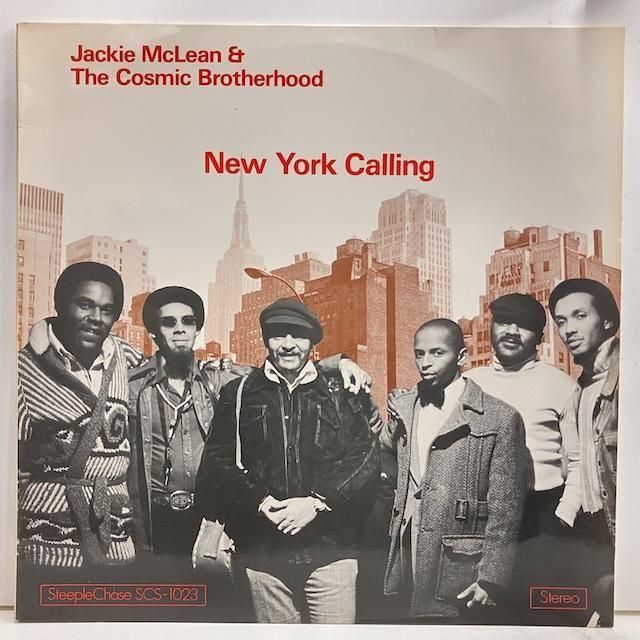 Jackie McLean &
The Cosmic Brotherhood
New York Calling
SteepleChase SCS-1023
Stereo